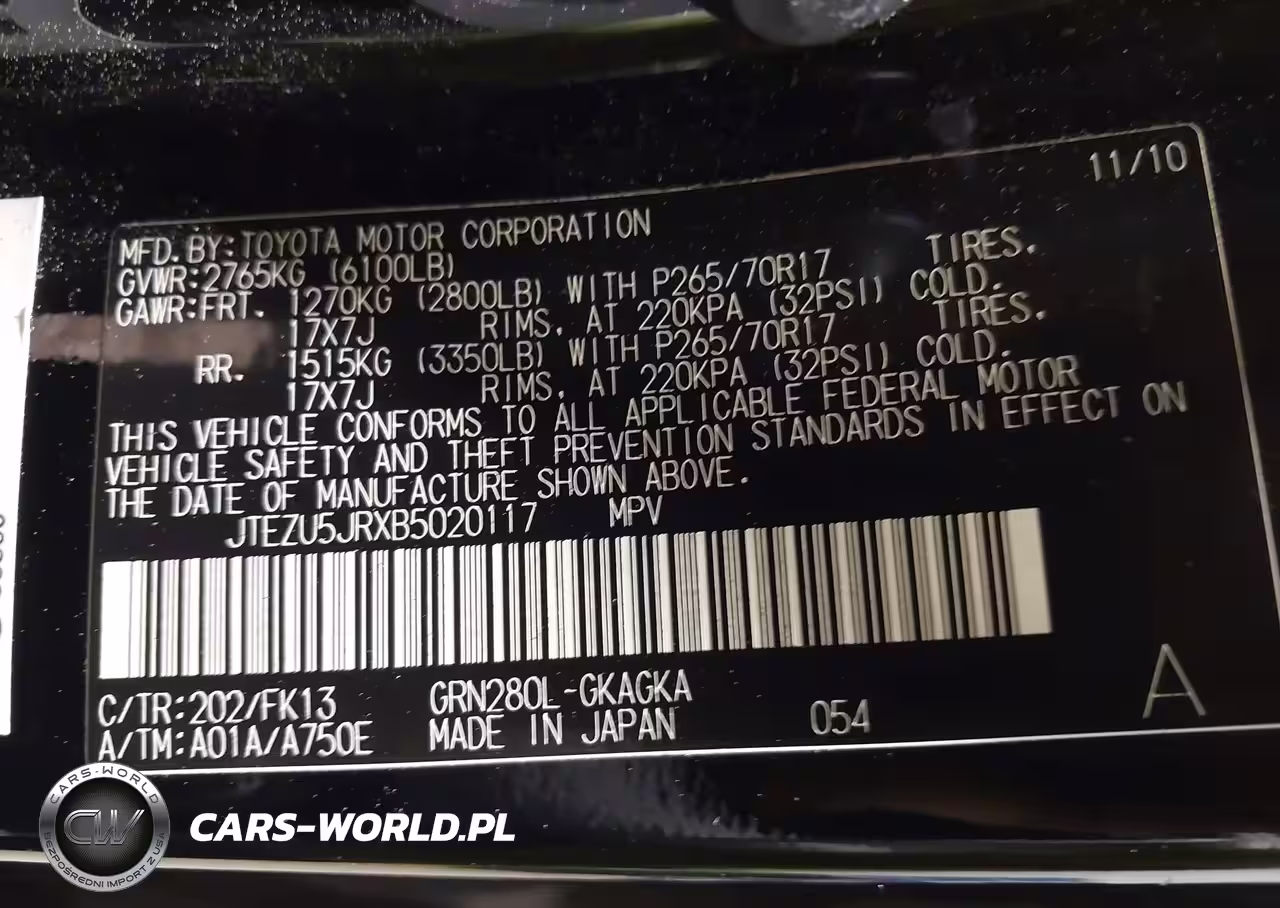 11/10
MFD. BY: TOYOTA MOTOR CORPORATION
GVWR: 2765KG (6100LB)
GAWR: FRT. 1270KG (2800LB) WITH P265/70R17 TIRES.
17X7J RIMS, AT 220KPA (32PSI) COLD.
RR. 1515KG (3350LB) WITH P265/70R17 TIRES.
17X7J RIMS, AT 220KPA (32PSI) COLD.
THIS VEHICLE CONFORMS TO ALL APPLICABLE FEDERAL MOTOR
VEHICLE SAFETY AND THEFT PREVENTION STANDARDS IN EFFECT ON
THE DATE OF MANUFACTURE SHOWN ABOVE.
JTEZU5JRXB5020117 MPV
C/TR: 202/FK13 GRN280L-GKAGKA
A/TM: A01A/A750E MADE IN JAPAN 054 A
CARS-WORLD
CW
BEZPOŚREDNI IMPORT Z USA
CARS-WORLD.PL